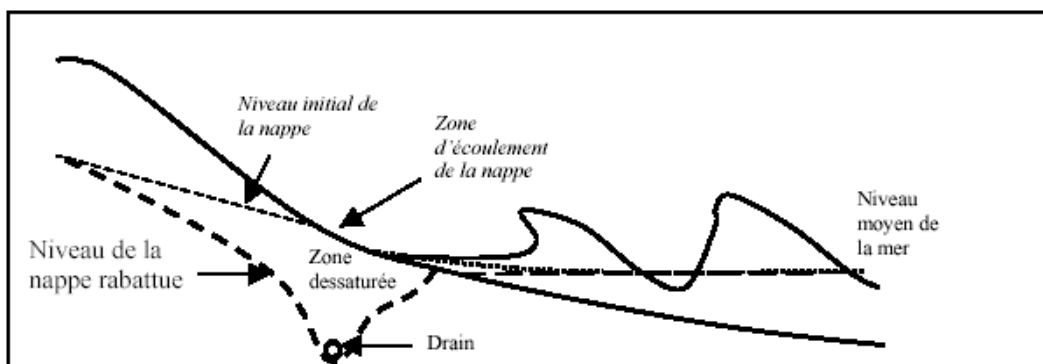 Niveau initial de
la nappe
Zone
d'écoulement
de la nappe
Niveau
moyen de
la mer
Niveau de la
nappe rabattue
Zone
dessaturée
Drain